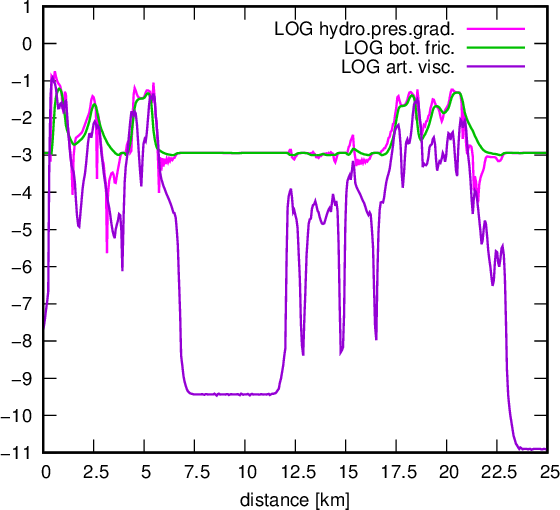 LOG hydro.pres.grad.
LOG bot. fric.
LOG art. visc.
1
0
−1
−2
−3
−4
−5
−6
−7
−8
−9
−10
−11
0 2.5 5 7.5 10 12.5 15 17.5 20 22.5 25
distance [km]